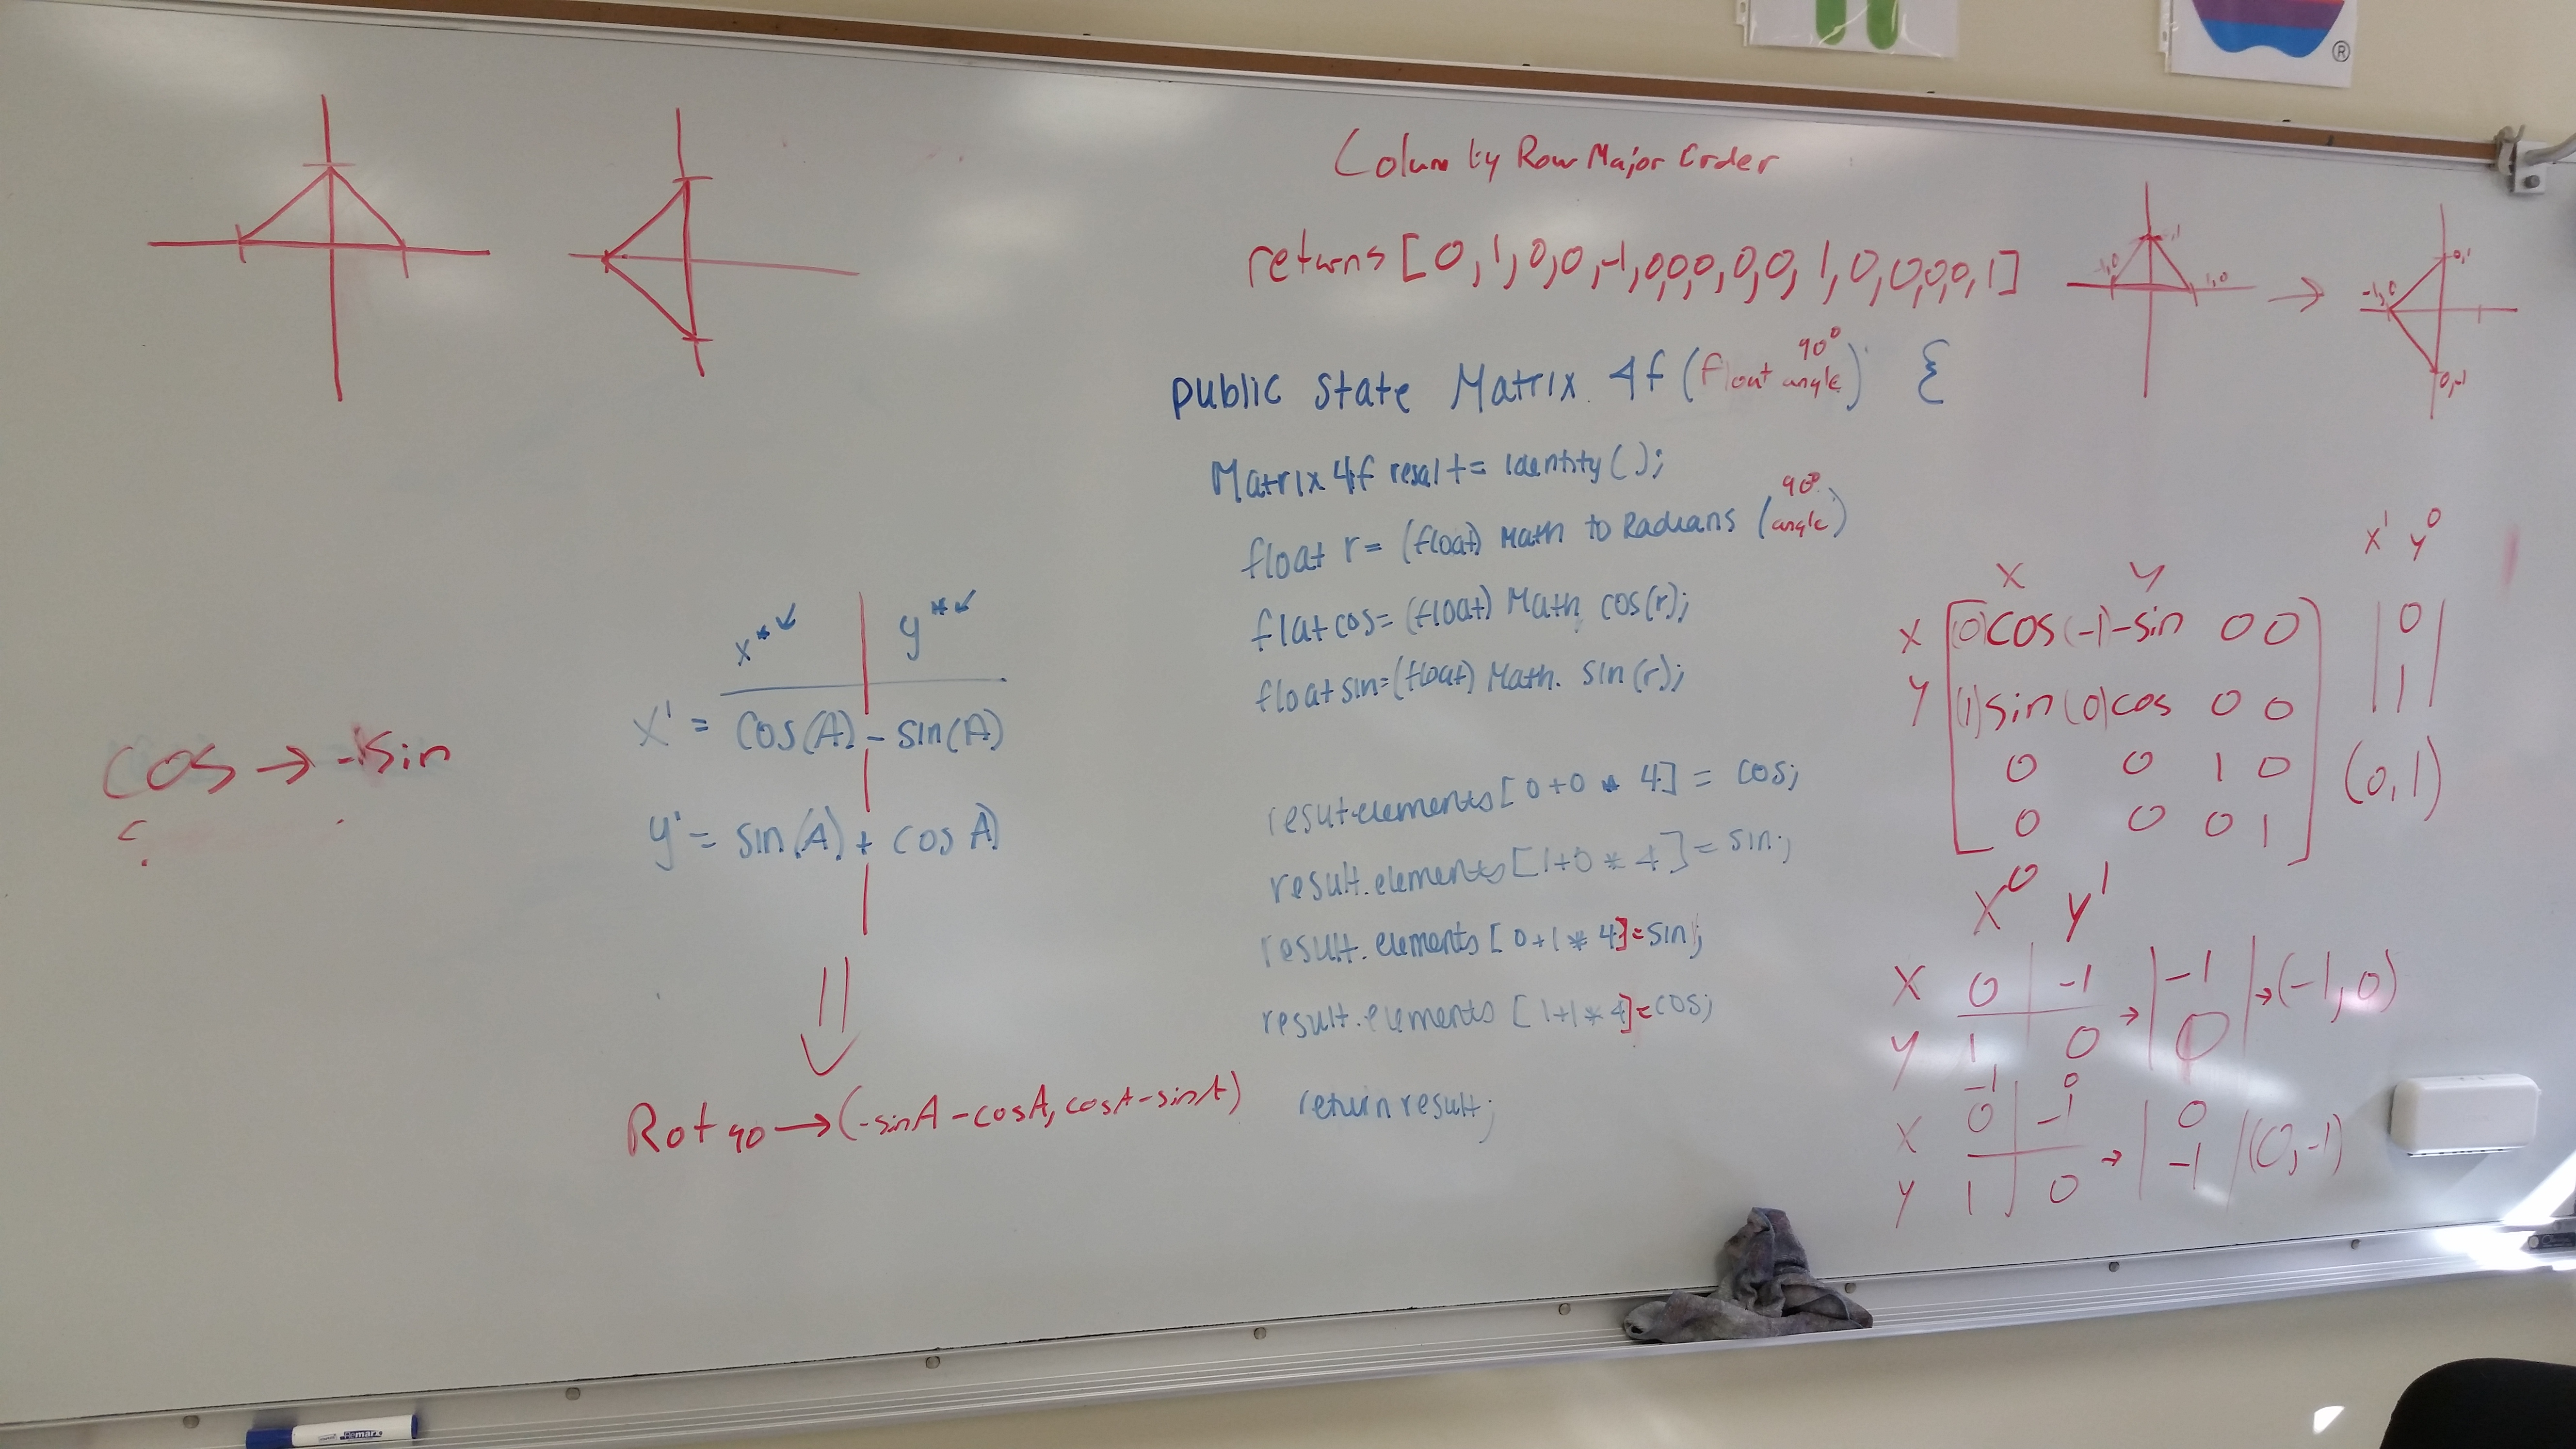 Colum by Row Major Order
returns [0,1,0,0,-1,0,0,0,0,0,1,0,0,0,0,1]
-1,0
1,0
-1,0
0,1
0,-1
90°
public state Matrix 4f (float angle) {
Matrix 4f resalt = identity();
90°
float r = (float) Math to Radians (angle)
flat cos = (float) Math. cos(r);
float sin = (float) Math. sin(r);
resut.elements[0+0 * 4] = cos;
result.elements[1+0 * 4] = sin;
result.elements[0+1 * 4] = sin;
result.elements[1+1 * 4] = cos;
return result;
x* y*
x' = cos(A) - sin(A)
y' = sin(A) + cos A)
Rot 90 → (-sinA - cosA, cosA - sinA)
cos → -sin
x1 y0
X Y
X (0)cos (-1)-sin 0 0 0
Y (1)sin (0)cos 0 0 1
0 0 1 0 (0,1)
0 0 0 1
X0 Y1
X 0 -1 -1
Y 1 0 → 0 → (-1,0)
-1 0
X 0 -1 0
Y 1 0 → -1 (0,-1)
Remarx
®